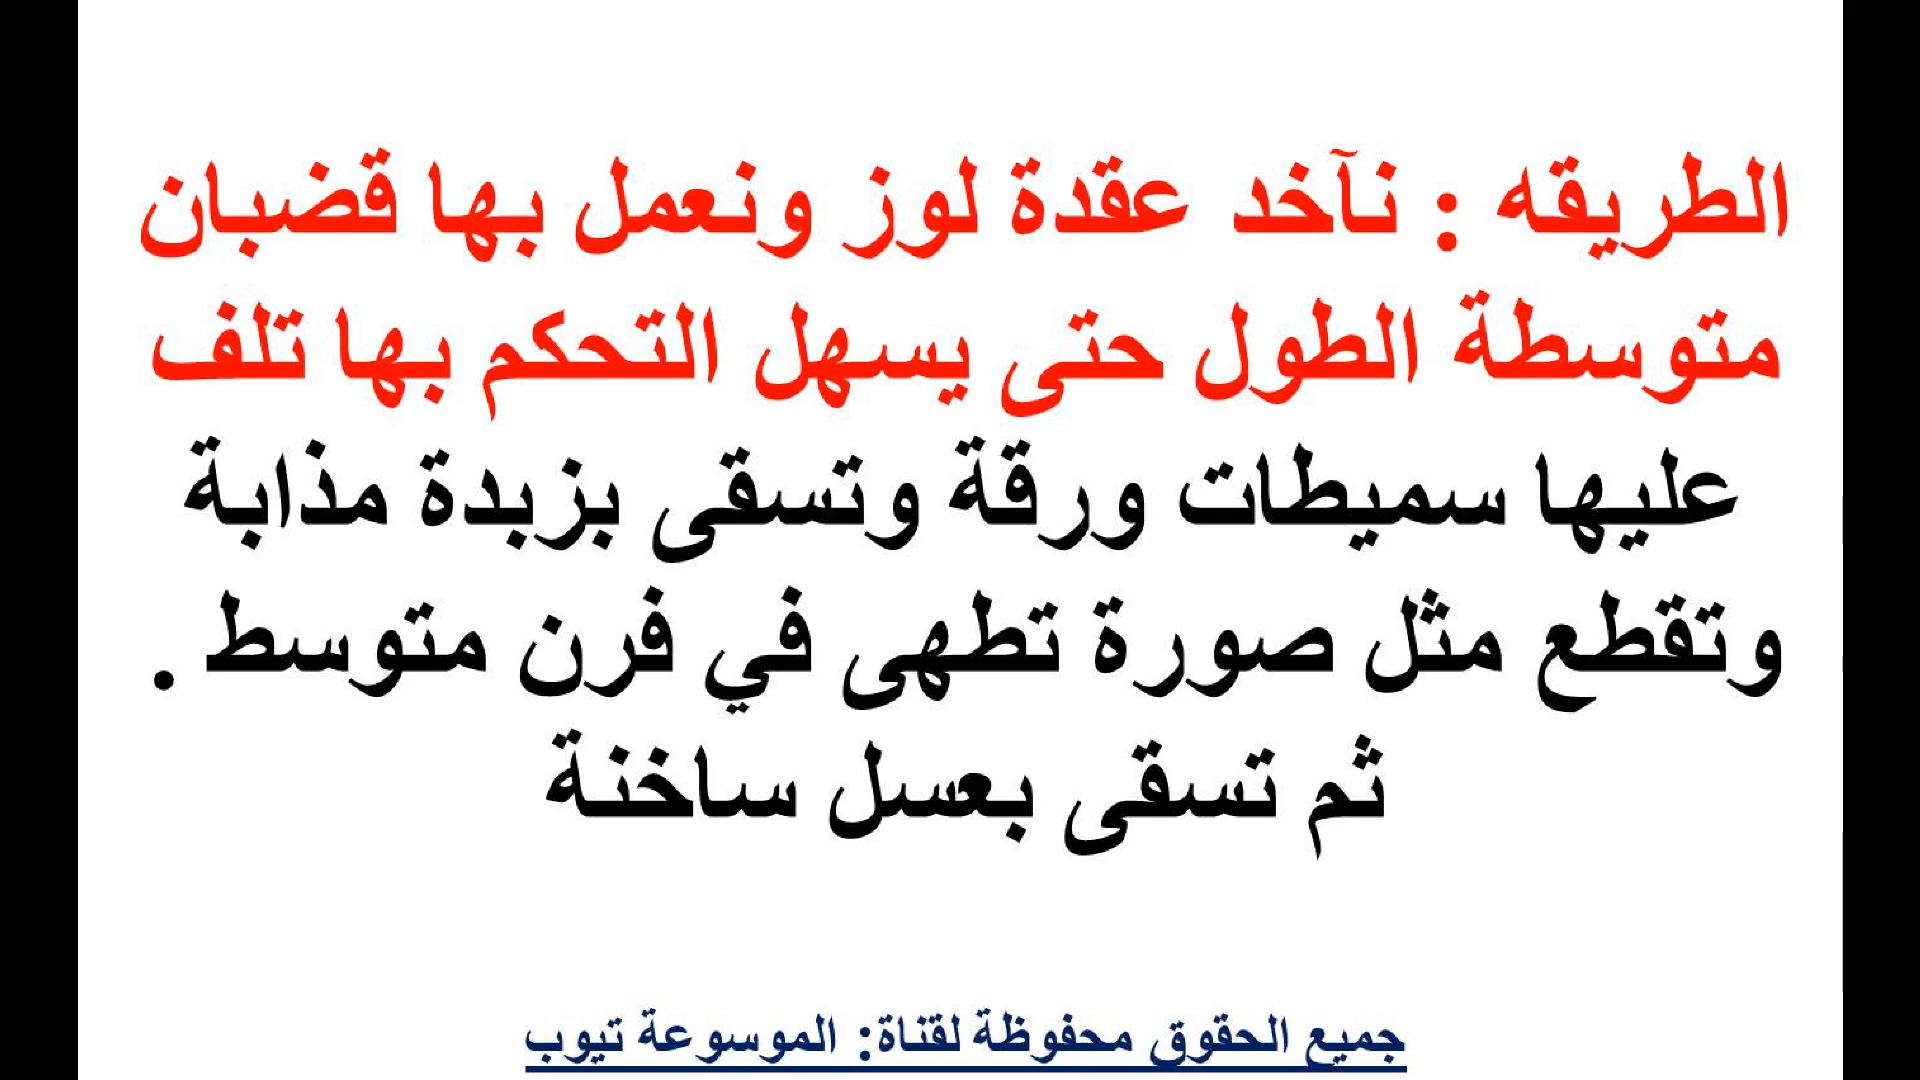 الطريقه : نآخد عقدة لوز ونعمل بها قضبان
متوسطة الطول حتى يسهل التحكم بها تلف
عليها سميطات ورقة وتسقى بزبدة مذابة
وتقطع مثل صورة تطهى في فرن متوسط .
ثم تسقى بعسل ساخنة
جميع الحقوق محفوظة لقناة: الموسوعة تيوب